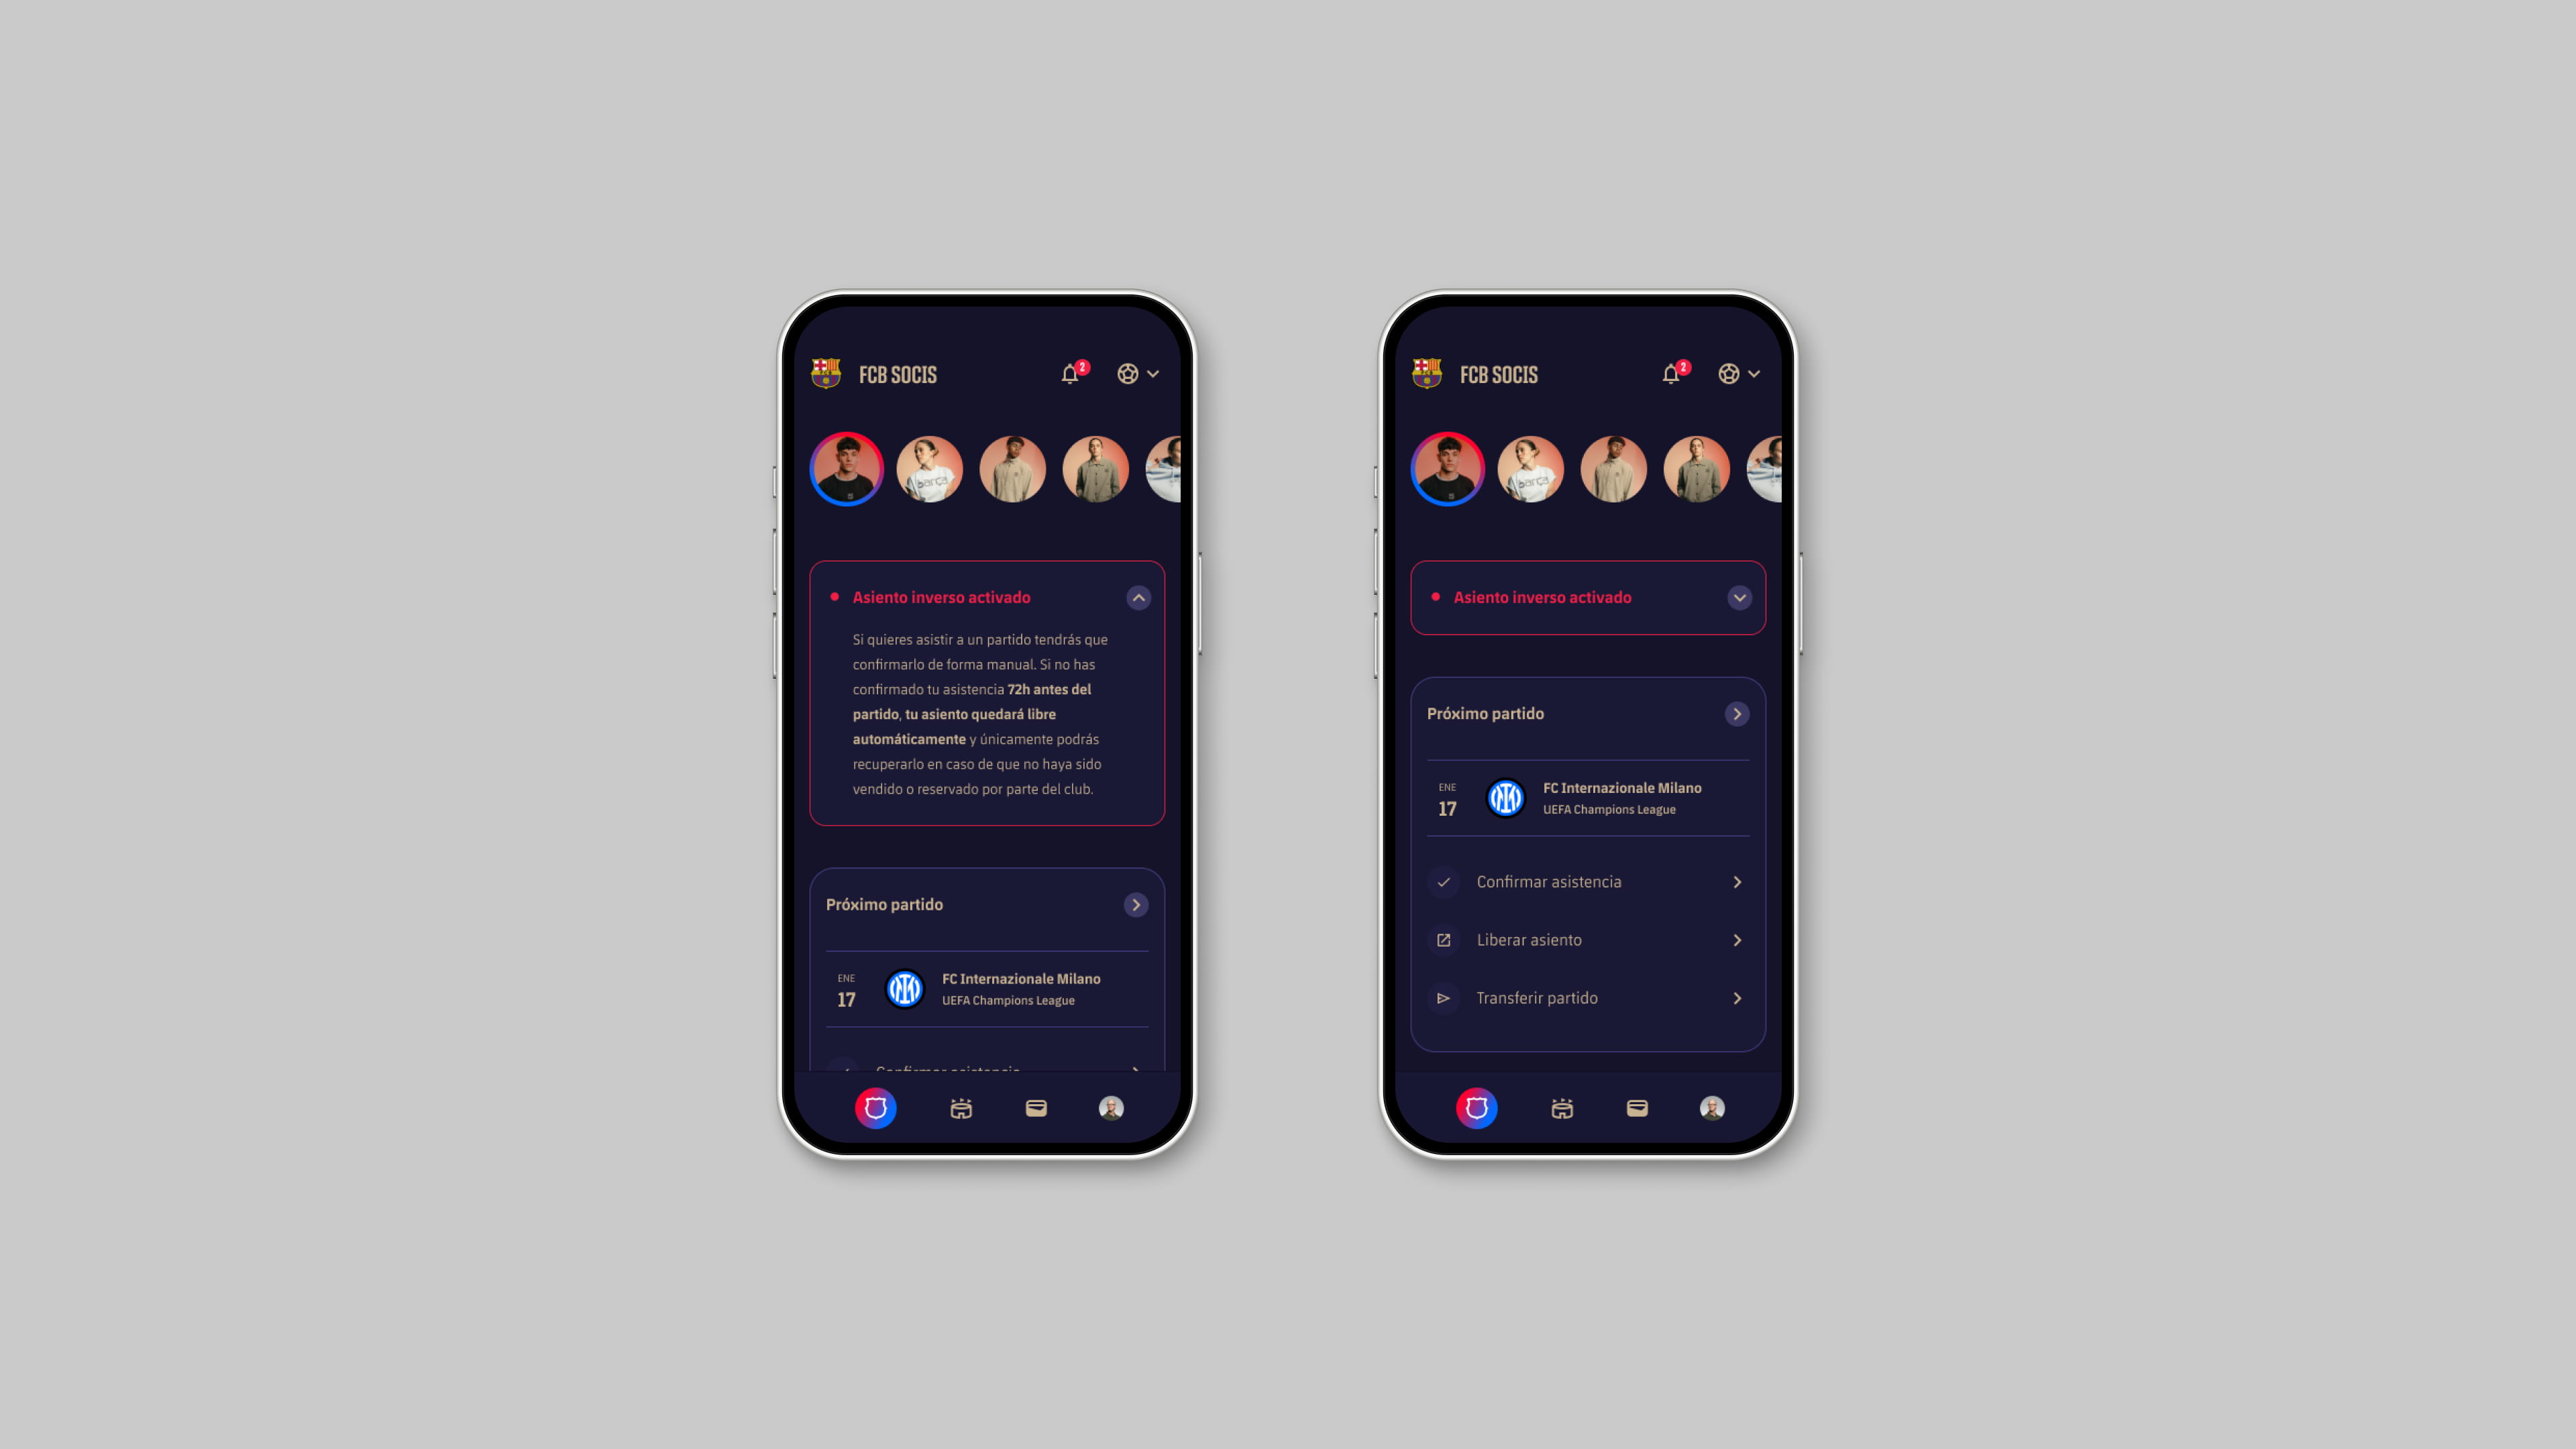 FCB SOCIS
2
barça
Asiento inverso activado
Si quieres asistir a un partido tendrás que
confirmarlo de forma manual. Si no has
confirmado tu asistencia 72h antes del
partido, tu asiento quedará libre
automáticamente y únicamente podrás
recuperarlo en caso de que no haya sido
vendido o reservado por parte del club.
Próximo partido
ENE
17
FC Internazionale Milano
UEFA Champions League
Confirmar asistencia
FCB SOCIS
2
barça
Asiento inverso activado
Próximo partido
ENE
17
FC Internazionale Milano
UEFA Champions League
Confirmar asistencia
Liberar asiento
Transferir partido